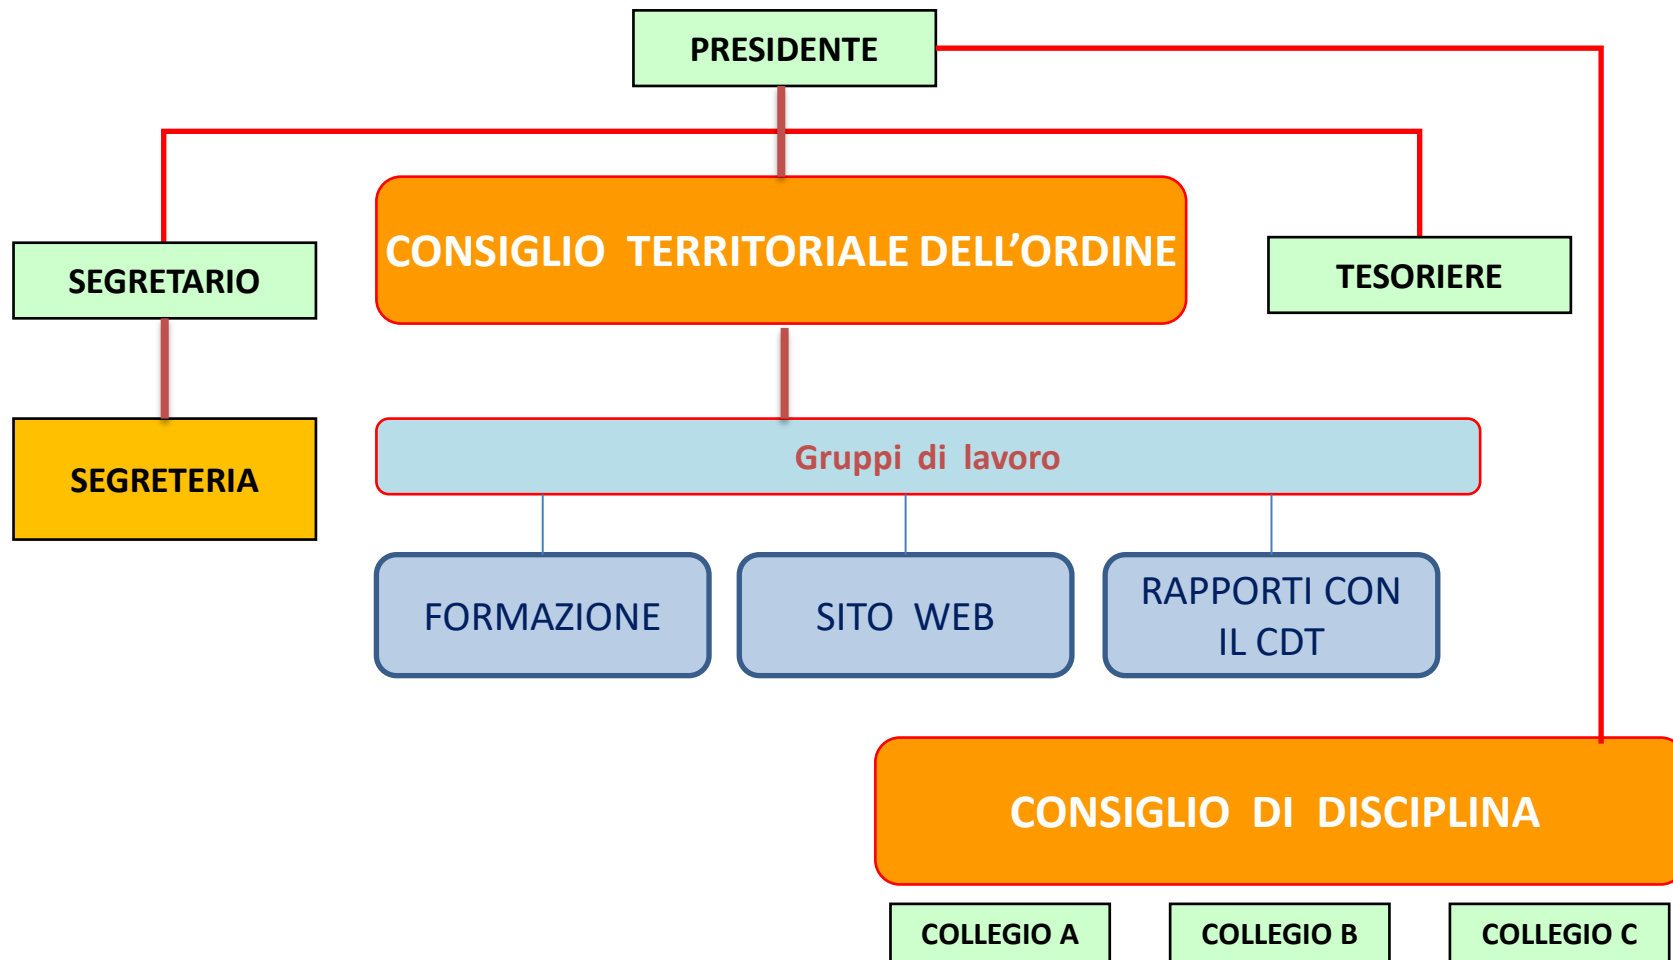 PRESIDENTE
CONSIGLIO TERRITORIALE DELL’ORDINE
SEGRETARIO
TESORIERE
SEGRETERIA
Gruppi di lavoro
FORMAZIONE
SITO WEB
RAPPORTI CON
IL CDT
CONSIGLIO DI DISCIPLINA
COLLEGIO A
COLLEGIO B
COLLEGIO C